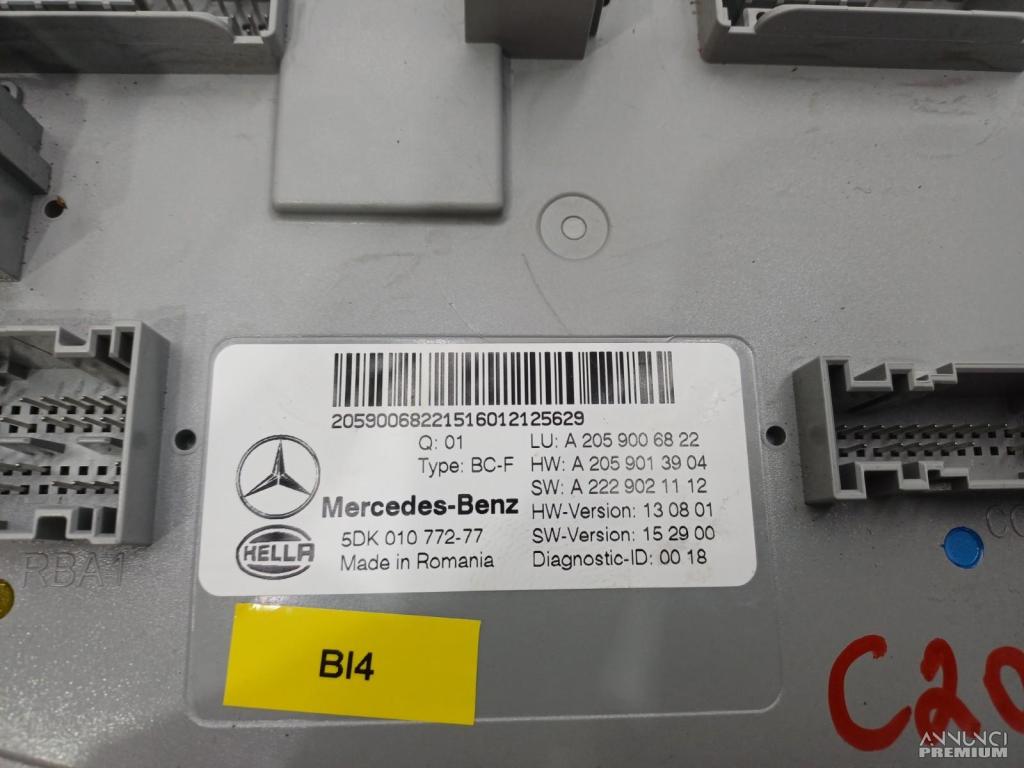 20590068221516012125629
Q: 01
LU: A 205 900 68 22
Type: BC-F
HW: A 205 901 39 04
SW: A 222 902 11 12
Mercedes-Benz
HW-Version: 13 08 01
HELLA
5DK 010 772-77
SW-Version: 15 29 00
Made in Romania
Diagnostic-ID: 00 18
RBA1
BI4
ANNUNCI
PREMIUM